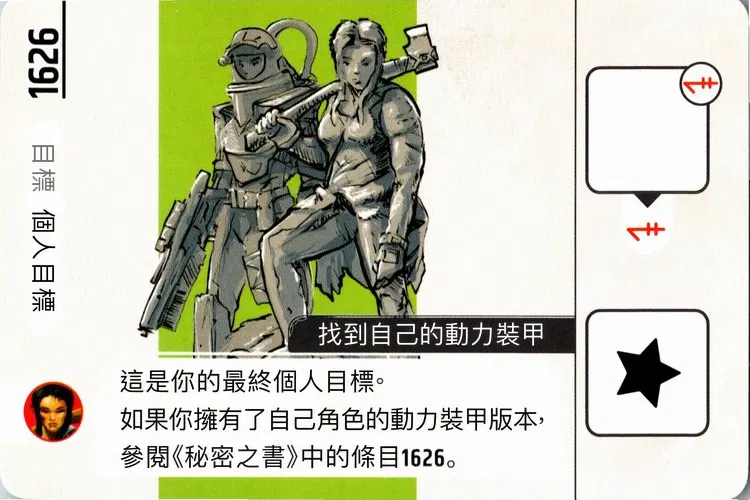 1626
目標 個人目標
找到自己的動力裝甲
這是你的最終個人目標。
如果你擁有了自己角色的動力裝甲版本,
參閱《秘密之書》中的條目1626。